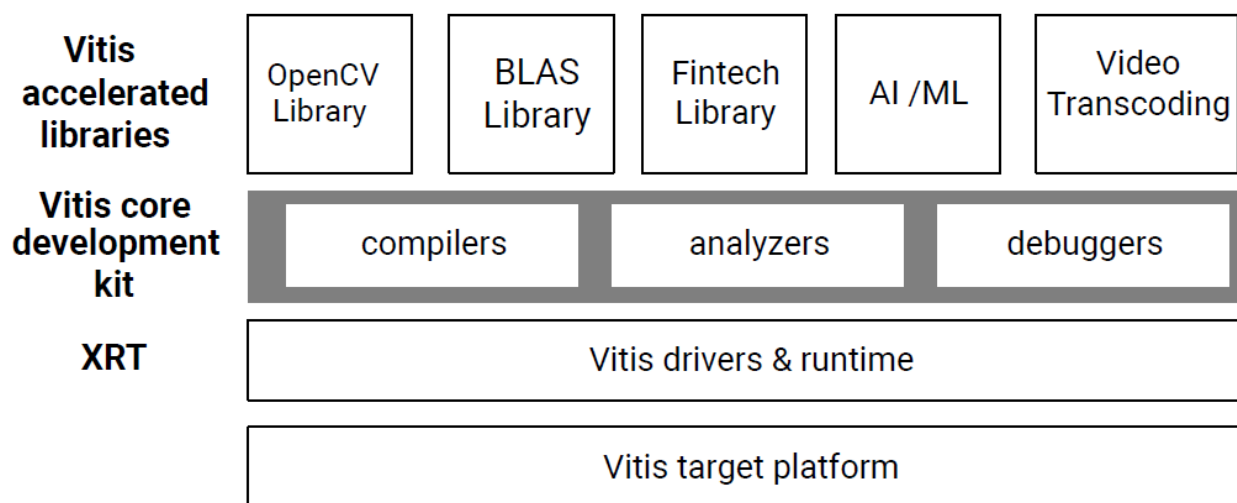 Vitis
accelerated
libraries
OpenCV
Library
BLAS
Library
Fintech
Library
AI /ML
Video
Transcoding
Vitis core
development
kit
compilers
analyzers
debuggers
XRT
Vitis drivers & runtime
Vitis target platform